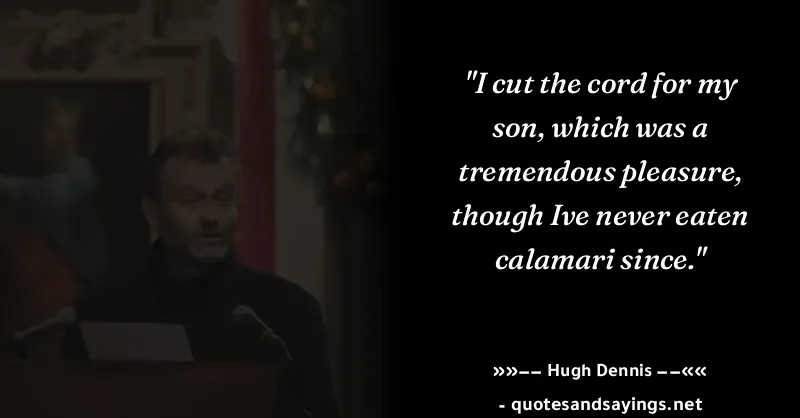 "I cut the cord for my
son, which was a
tremendous pleasure,
though Ive never eaten
calamari since."
»»−− Hugh Dennis −−««
- quotesandsayings.net